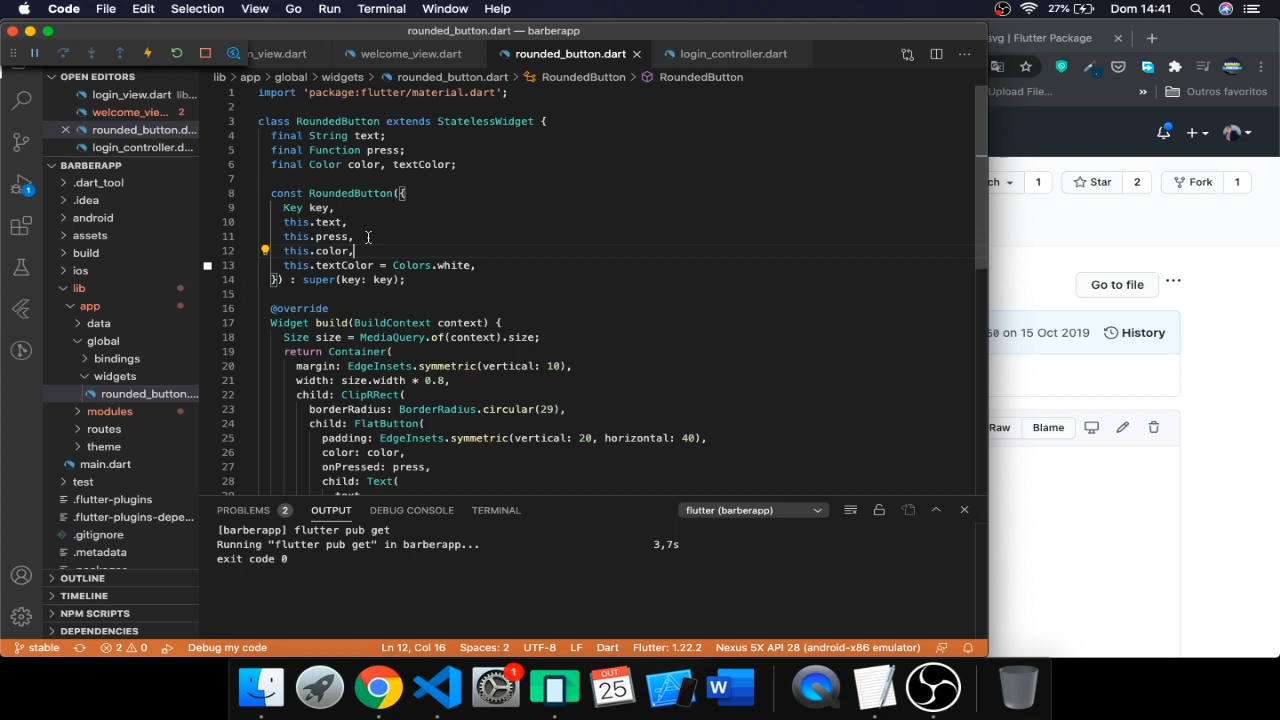 Code File Edit Selection View Go Run Terminal Window Help 27% Dom 14:41
rounded_button.dart — barberapp
n_view.dart welcome_view.dart rounded_button.dart login_controller.dart
svg | Flutter Package
lib app global widgets rounded_button.dart RoundedButton RoundedButton
Upload File... Outros favoritos
OPEN EDITORS
login_view.dart lib...
welcome_vie... 2
rounded_button.d...
login_controller.d...
BARBERAPP
.dart_tool
.idea
android
assets
build
ios
lib
app
data
global
bindings
widgets
rounded_button....
modules
routes
theme
main.dart
test
.flutter-plugins
.flutter-plugins-depe...
.gitignore
.metadata
OUTLINE
TIMELINE
NPM SCRIPTS
DEPENDENCIES
1
1 import 'package:flutter/material.dart';
2
3 class RoundedButton extends StatelessWidget {
4 final String text;
5 final Function press;
6 final Color color, textColor;
7
8 const RoundedButton({
9 Key key,
10 this.text,
11 this.press,
12 this.color,
13 this.textColor = Colors.white,
14 }) : super(key: key);
15
16 @override
17 Widget build(BuildContext context) {
18 Size size = MediaQuery.of(context).size;
19 return Container(
20 margin: EdgeInsets.symmetric(vertical: 10),
21 width: size.width * 0.8,
22 child: ClipRRect(
23 borderRadius: BorderRadius.circular(29),
24 child: FlatButton(
25 padding: EdgeInsets.symmetric(vertical: 20, horizontal: 40),
26 color: color,
27 onPressed: press,
28 child: Text(
PROBLEMS 2 OUTPUT DEBUG CONSOLE TERMINAL flutter (barberapp)
[barberapp] flutter pub get
Running "flutter pub get" in barberapp... 3,7s
exit code 0
ch 1 Star 2 Fork 1
Go to file
50 on 15 Oct 2019 History
Raw Blame
stable 2 0 Debug my code Ln 12, Col 16 Spaces: 2 UTF-8 LF Dart Flutter: 1.22.2 Nexus 5X API 28 (android-x86 emulator)
1
OUT
25
W